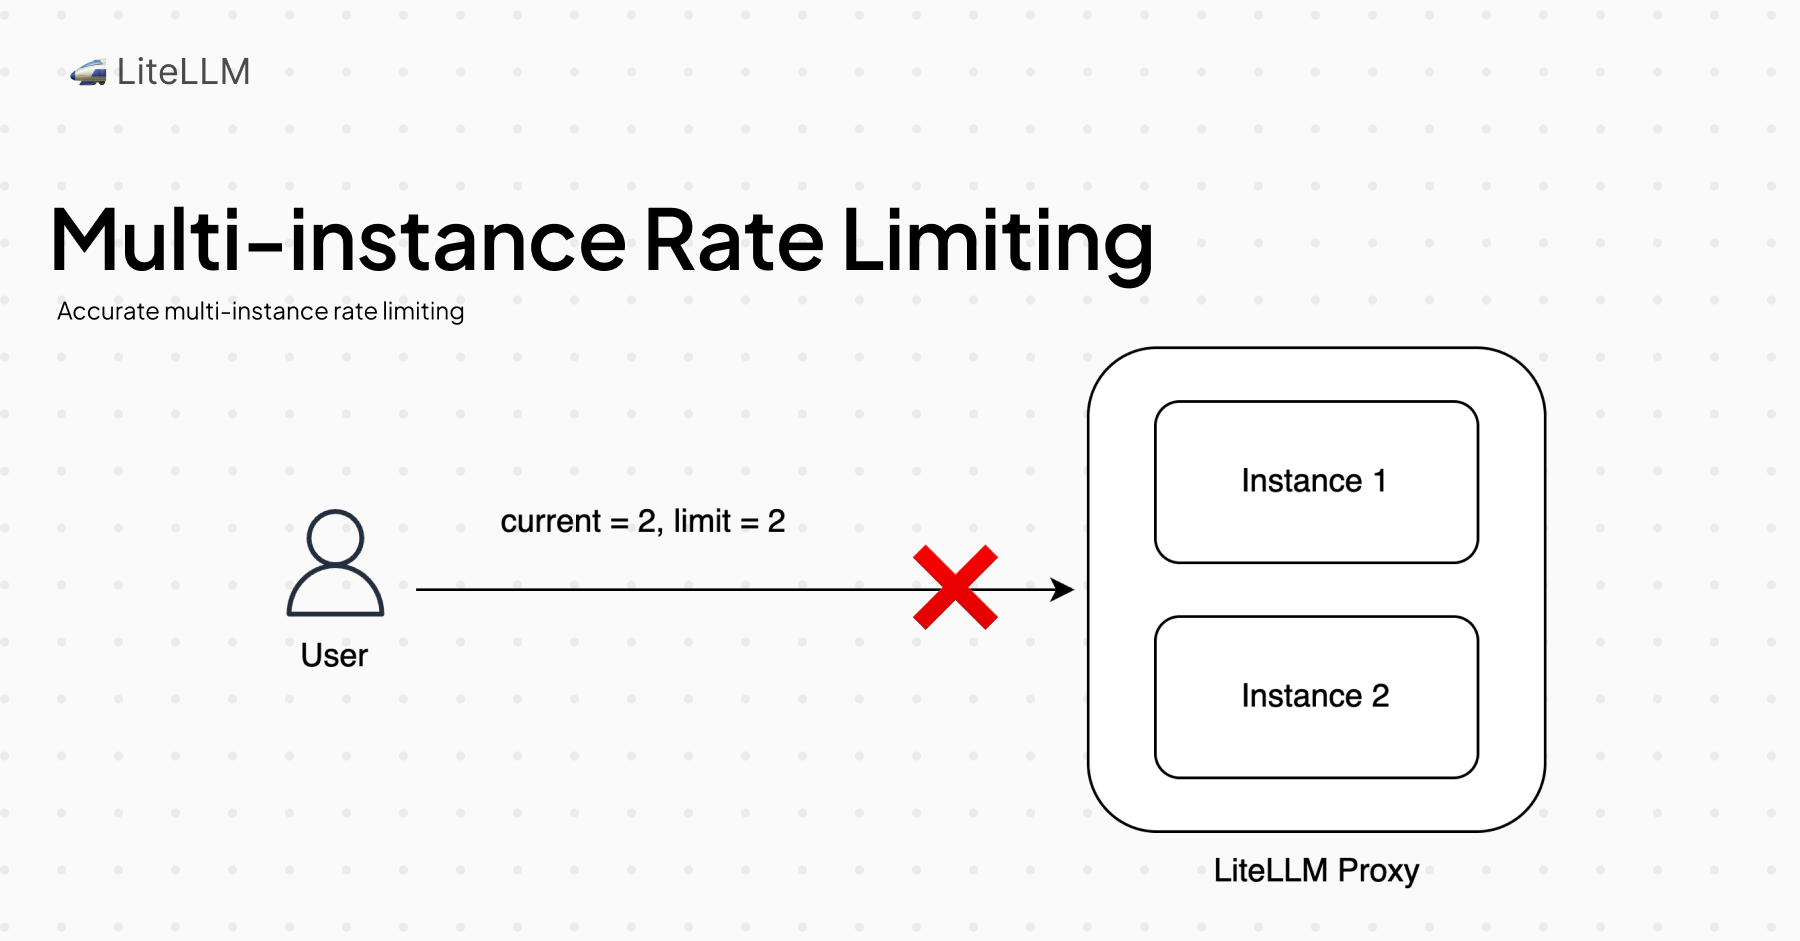 LiteLLM
Multi-instance Rate Limiting
Accurate multi-instance rate limiting
Instance 1
current = 2, limit = 2
User
Instance 2
LiteLLM Proxy